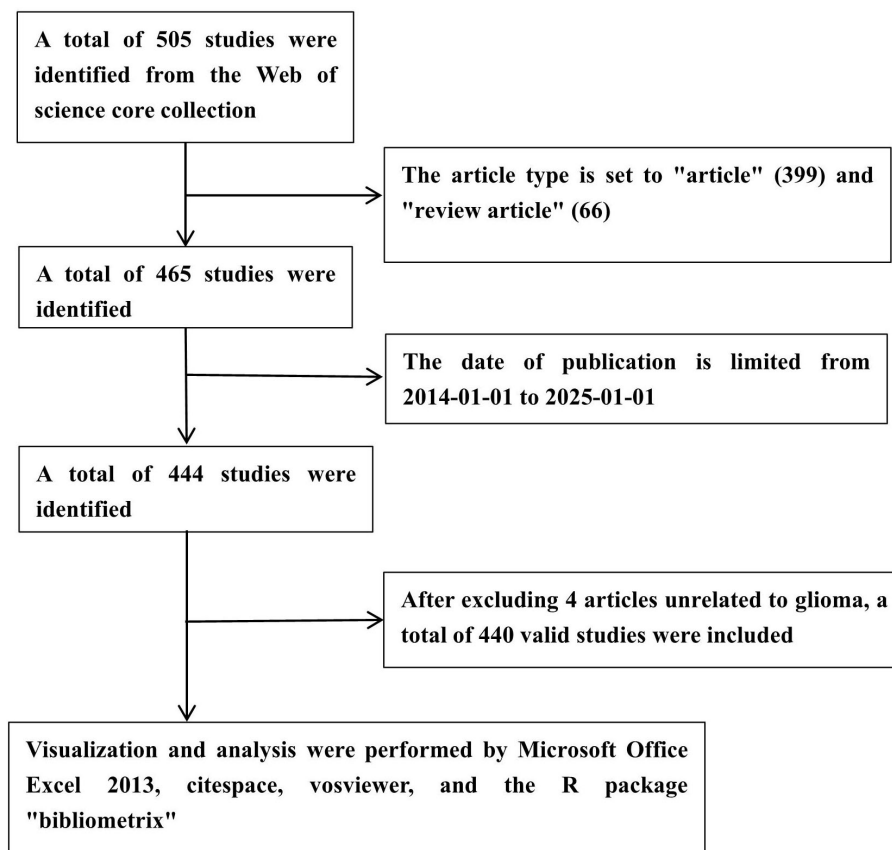 A total of 505 studies were
identified from the Web of
science core collection
The article type is set to "article" (399) and
"review article" (66)
A total of 465 studies were
identified
The date of publication is limited from
2014-01-01 to 2025-01-01
A total of 444 studies were
identified
After excluding 4 articles unrelated to glioma, a
total of 440 valid studies were included
Visualization and analysis were performed by Microsoft Office
Excel 2013, citespace, vosviewer, and the R package
"bibliometrix"